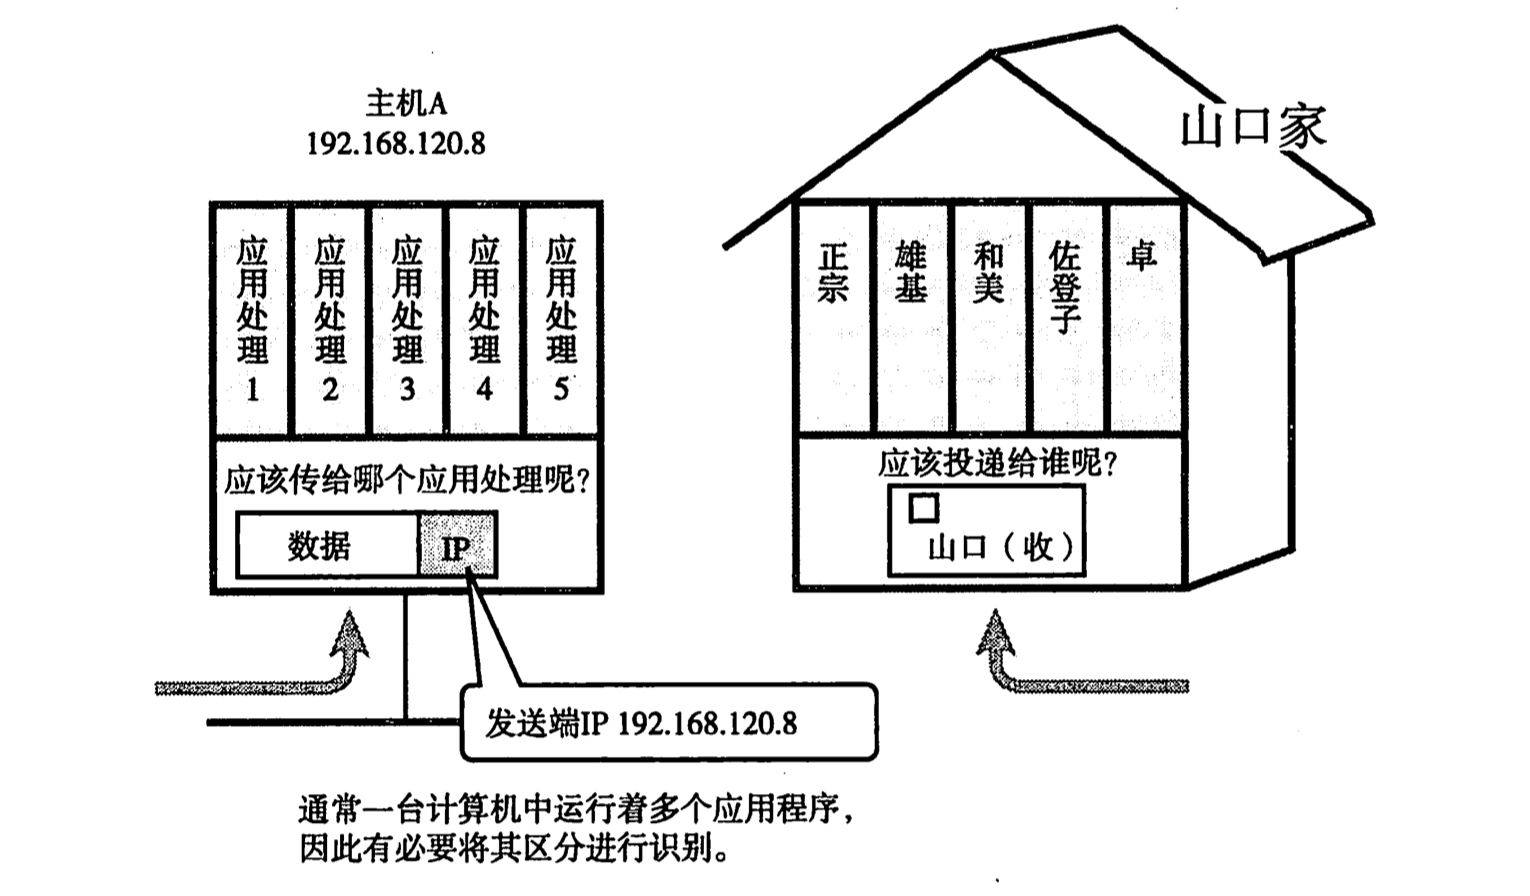 主机A
192.168.120.8
应用处理1
应用处理2
应用处理3
应用处理4
应用处理5
应该传给哪个应用处理呢?
数据
IP
发送端IP 192.168.120.8
山口家
正宗
雄基
和美
佐登子
卓
应该投递给谁呢?
山口（收）
通常一台计算机中运行着多个应用程序，
因此有必要将其区分进行识别。